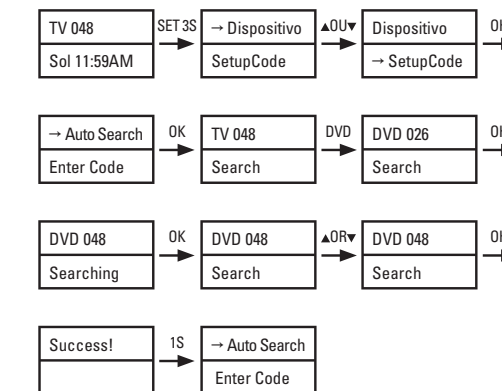 TV 048 SET 3S → Dispositivo ▲OU▼ Dispositivo
Sol 11:59AM SetupCode → SetupCode
→ Auto Search OK TV 048 DVD DVD 026
Enter Code Search Search
DVD 048 OK DVD 048 ▲OR▼ DVD 048
Searching Search Search
Success! 1S → Auto Search
Enter Code